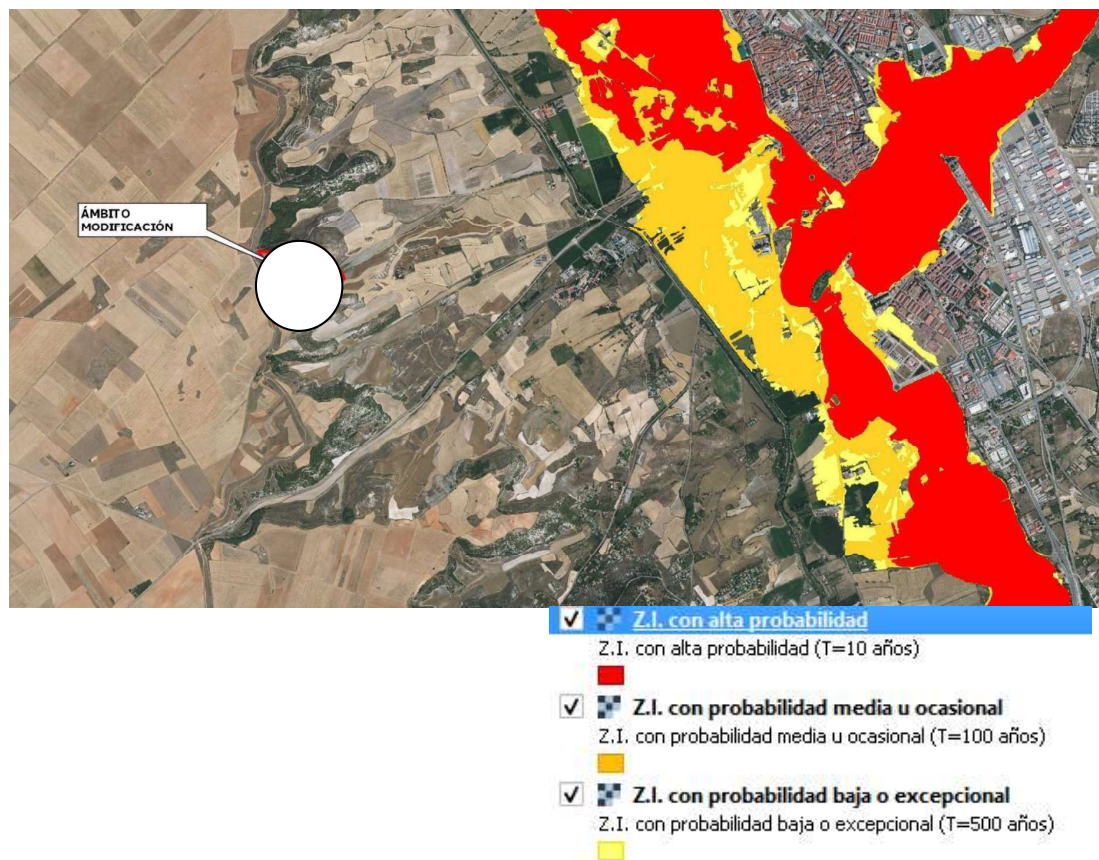 ÁMBITO
MODIFICACIÓN
Z.I. con alta probabilidad
Z.I. con alta probabilidad (T=10 años)
Z.I. con probabilidad media u ocasional
Z.I. con probabilidad media u ocasional (T=100 años)
Z.I. con probabilidad baja o excepcional
Z.I. con probabilidad baja o excepcional (T=500 años)